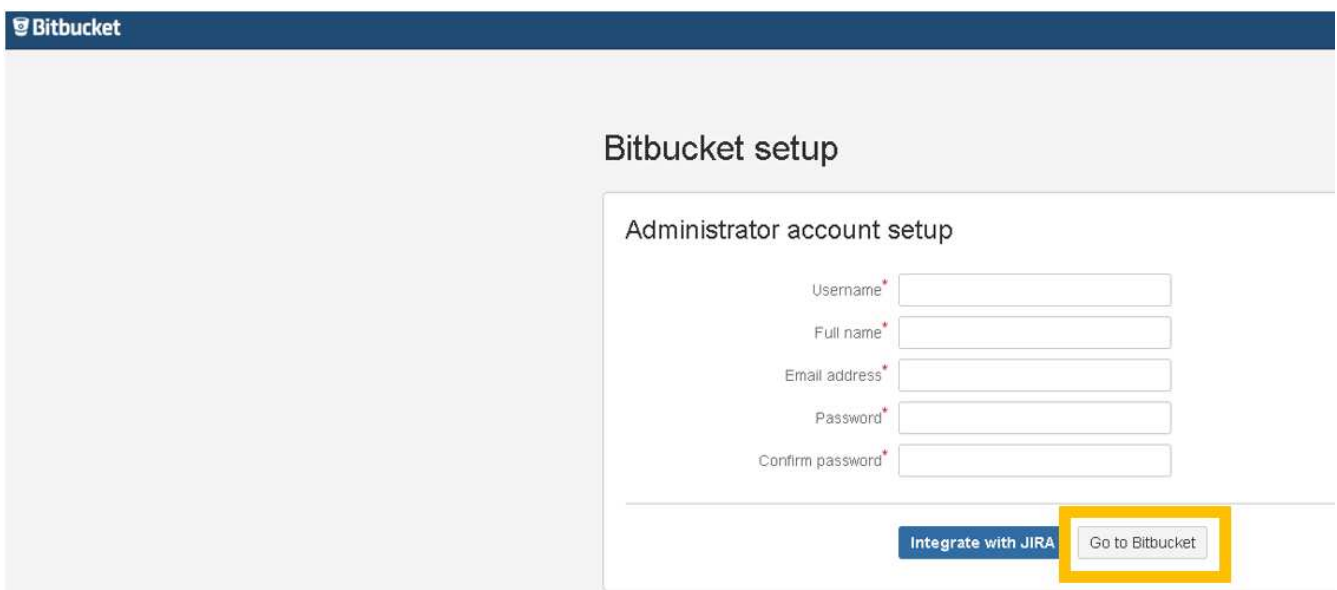 Bitbucket
Bitbucket setup
Administrator account setup
Username*
Full name*
Email address*
Password*
Confirm password*
Integrate with JIRA Go to Bitbucket